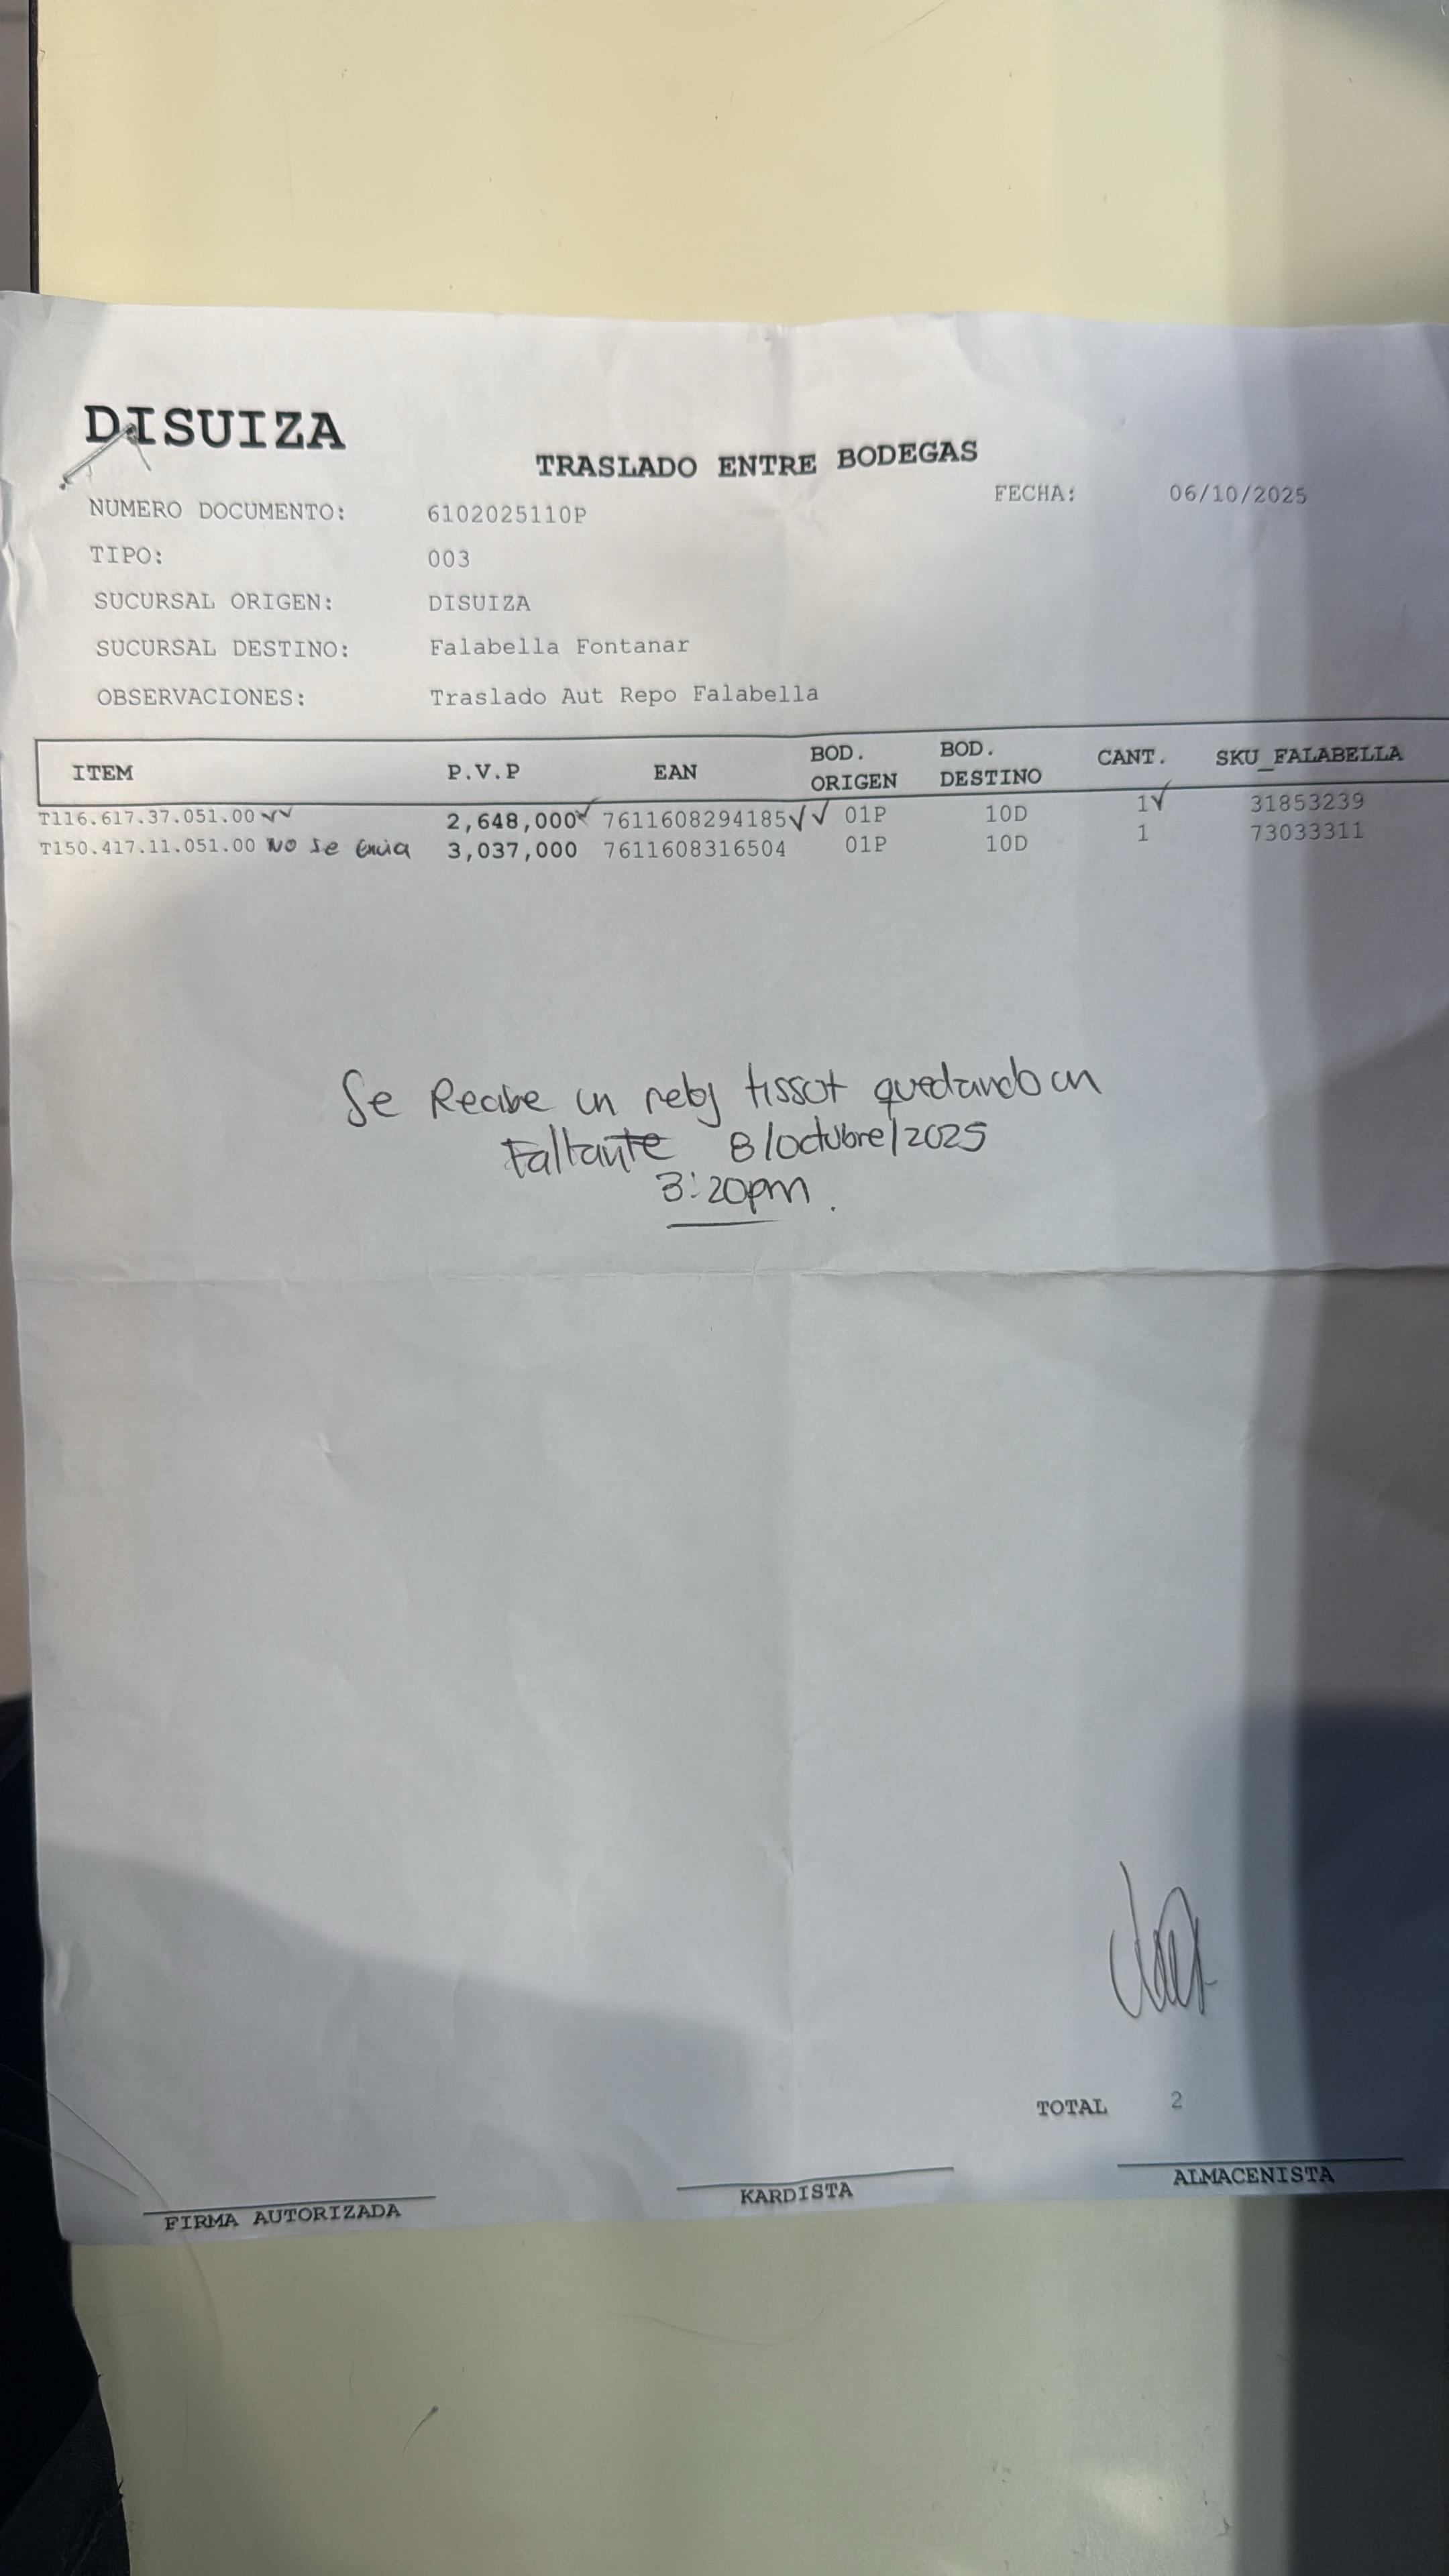 DISUIZA
TRASLADO ENTRE BODEGAS
FECHA: 06/10/2025
NUMERO DOCUMENTO: 6102025110P
TIPO: 003
SUCURSAL ORIGEN: DISUIZA
SUCURSAL DESTINO: Falabella Fontanar
OBSERVACIONES: Traslado Aut Repo Falabella
ITEM P.V.P EAN BOD. ORIGEN BOD. DESTINO CANT. SKU_FALABELLA
T116.617.37.051.00 ✓✓ 2,648,000 ✓ 7611608294185 ✓✓ 01P 10D 1 ✓ 31853239
T150.417.11.051.00 NO se envia 3,037,000 7611608316504 01P 10D 1 73033311
Se Recibe un reloj tissot quedando un
Faltante 8/octubre/2025
3:20pm.
TOTAL 2
FIRMA AUTORIZADA KARDISTA ALMACENISTA